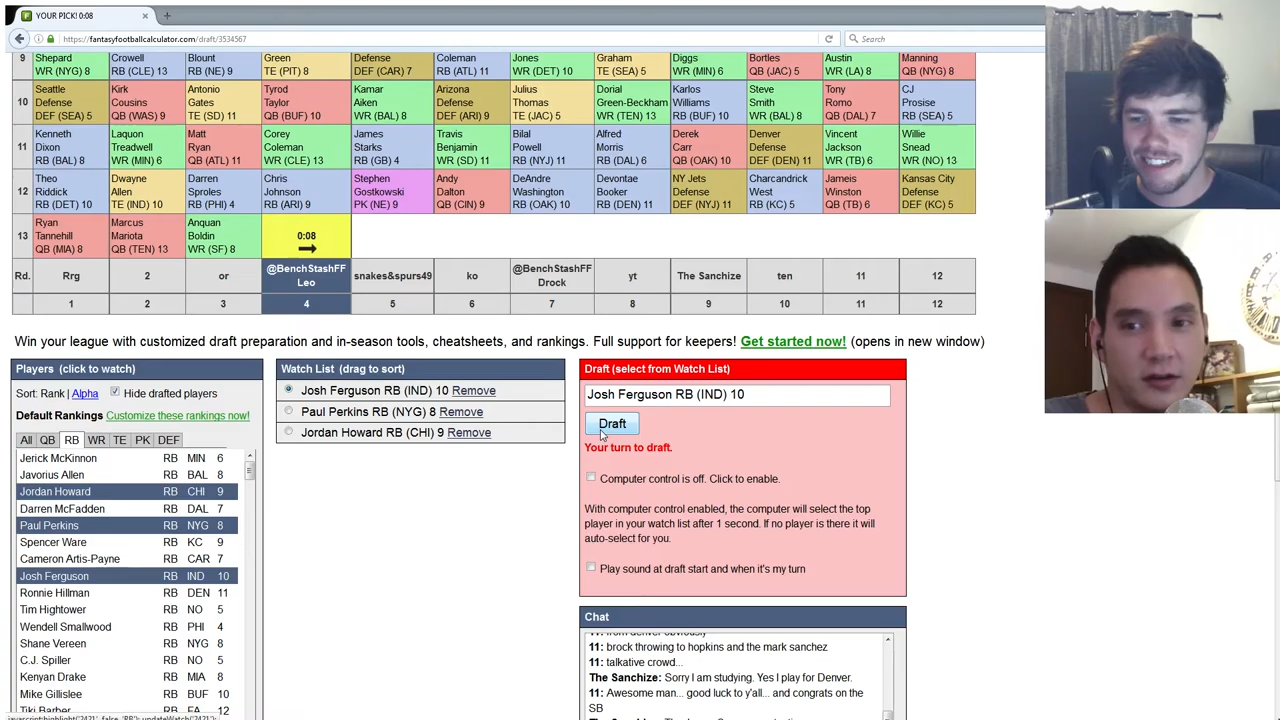 YOUR PICK! 0:08
https://fantasyfootballcalculator.com/draft/3534567
Search
9 Shepard Crowell Blount Green Defense Coleman Jones Graham Diggs Bortles Austin Manning
WR (NYG) 8 RB (CLE) 13 RB (NE) 9 TE (PIT) 8 DEF (CAR) 7 RB (ATL) 11 WR (DET) 10 TE (SEA) 5 WR (MIN) 6 QB (JAC) 5 WR (LA) 8 QB (NYG) 8
Seattle Kirk Antonio Tyrod Kamar Arizona Julius Dorial Karlos Steve Tony CJ
10 Defense Cousins Gates Taylor Aiken Defense Thomas Green-Beckham Williams Smith Romo Prosise
DEF (SEA) 5 QB (WAS) 9 TE (SD) 11 QB (BUF) 10 WR (BAL) 8 DEF (ARI) 9 TE (JAC) 5 WR (TEN) 13 RB (BUF) 10 WR (BAL) 8 QB (DAL) 7 RB (SEA) 5
Kenneth Laquon Matt Corey James Travis Bilal Alfred Derek Denver Vincent Willie
11 Dixon Treadwell Ryan Coleman Starks Benjamin Powell Morris Carr Defense Jackson Snead
RB (BAL) 8 WR (MIN) 6 QB (ATL) 11 WR (CLE) 13 RB (GB) 4 WR (SD) 11 RB (NYJ) 11 RB (DAL) 6 QB (OAK) 10 DEF (DEN) 11 WR (TB) 6 WR (NO) 13
Theo Dwayne Darren Chris Stephen Andy DeAndre Devontae NY Jets Charcandrick Jameis Kansas City
12 Riddick Allen Sproles Johnson Gostkowski Dalton Washington Booker Defense West Winston Defense
RB (DET) 10 TE (IND) 10 RB (PHI) 4 RB (ARI) 9 PK (NE) 9 QB (CIN) 9 RB (OAK) 10 RB (DEN) 11 DEF (NYJ) 11 RB (KC) 5 QB (TB) 6 DEF (KC) 5
Ryan Marcus Anquan
13 Tannehill Mariota Boldin 0:08
QB (MIA) 8 QB (TEN) 13 WR (SF) 8
Rd. Rrg 2 or @BenchStashFF Leo snakes&spurs49 ko @BenchStashFF Drock yt The Sanchize ten 11 12
1 2 3 4 5 6 7 8 9 10 11 12
Win your league with customized draft preparation and in-season tools, cheatsheets, and rankings. Full support for keepers! Get started now! (opens in new window)
Players (click to watch)
Sort: Rank | Alpha Hide drafted players
Default Rankings Customize these rankings now!
All QB RB WR TE PK DEF
Jerick McKinnon RB MIN 6
Javorius Allen RB BAL 8
Jordan Howard RB CHI 9
Darren McFadden RB DAL 7
Paul Perkins RB NYG 8
Spencer Ware RB KC 9
Cameron Artis-Payne RB CAR 7
Josh Ferguson RB IND 10
Ronnie Hillman RB DEN 11
Tim Hightower RB NO 5
Wendell Smallwood RB PHI 4
Shane Vereen RB NYG 8
C.J. Spiller RB NO 5
Kenyan Drake RB MIA 8
Mike Gillislee RB BUF 10
Tiki Barber RB FA 12
Watch List (drag to sort)
Josh Ferguson RB (IND) 10 Remove
Paul Perkins RB (NYG) 8 Remove
Jordan Howard RB (CHI) 9 Remove
Draft (select from Watch List)
Josh Ferguson RB (IND) 10
Draft
Your turn to draft.
Computer control is off. Click to enable.
With computer control enabled, the computer will select the top
player in your watch list after 1 second. If no player is there it will
auto-select for you.
Play sound at draft start and when it's my turn
Chat
11: from denver obviously
11: brock throwing to hopkins and the mark sanchez
11: talkative crowd...
The Sanchize: Sorry I am studying. Yes I play for Denver.
11: Awesome man... good luck to y'all... and congrats on the
SB